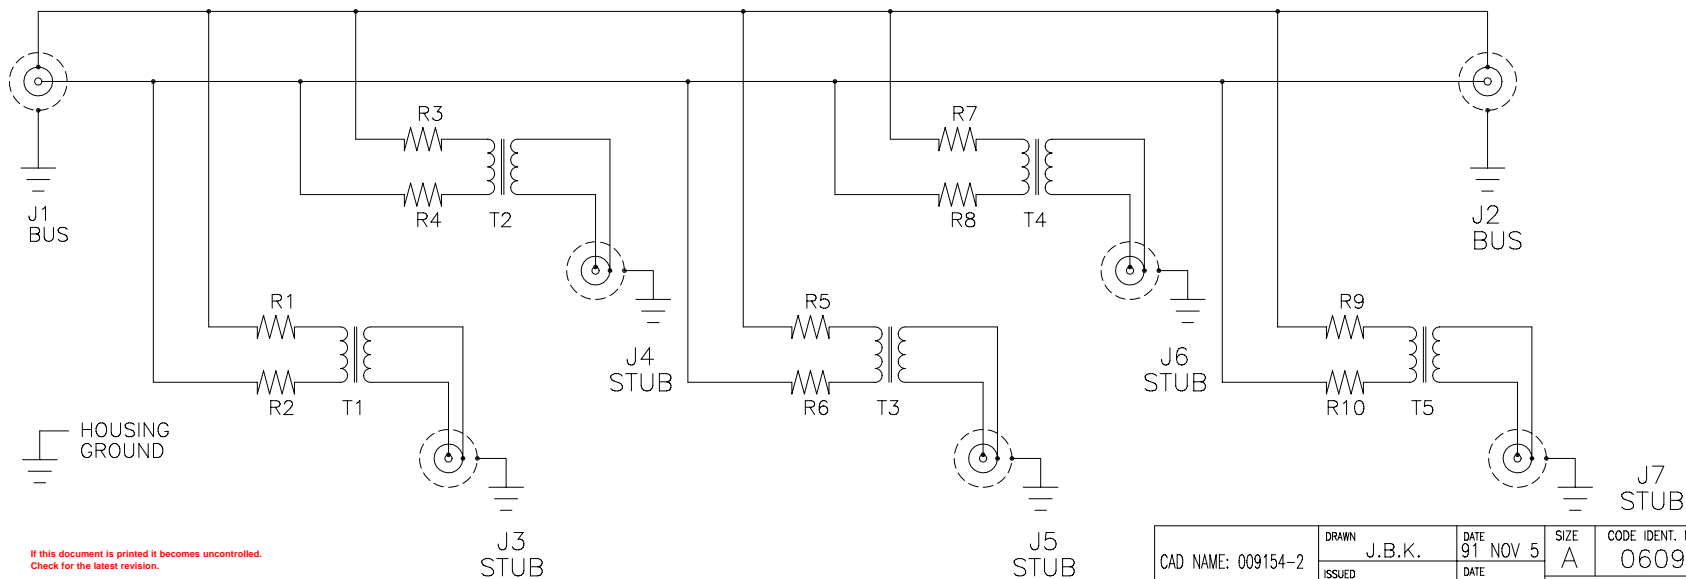 R3
R7
R4
T2
R8
T4
J1
BUS
J2
BUS
R1
R5
R9
J4
STUB
J6
STUB
R2
T1
R6
T3
R10
T5
HOUSING
GROUND
J7
STUB
J3
STUB
J5
STUB
If this document is printed it becomes uncontrolled.
Check for the latest revision.
CAD NAME: 009154-2
DRAWN
J.B.K.
DATE
91 NOV 5
SIZE
A
CODE IDENT.
0609
ISSUED
DATE